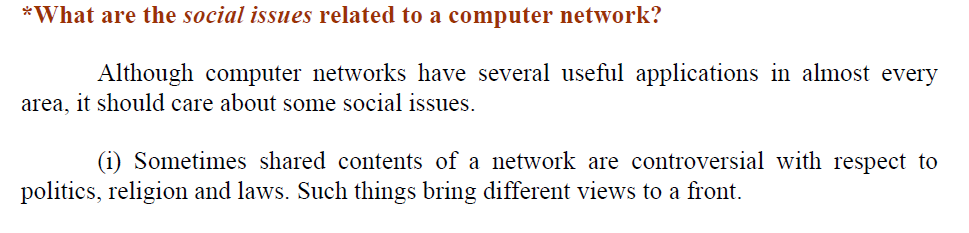 *What are the social issues related to a computer network?
Although computer networks have several useful applications in almost every
area, it should care about some social issues.
(i) Sometimes shared contents of a network are controversial with respect to
politics, religion and laws. Such things bring different views to a front.